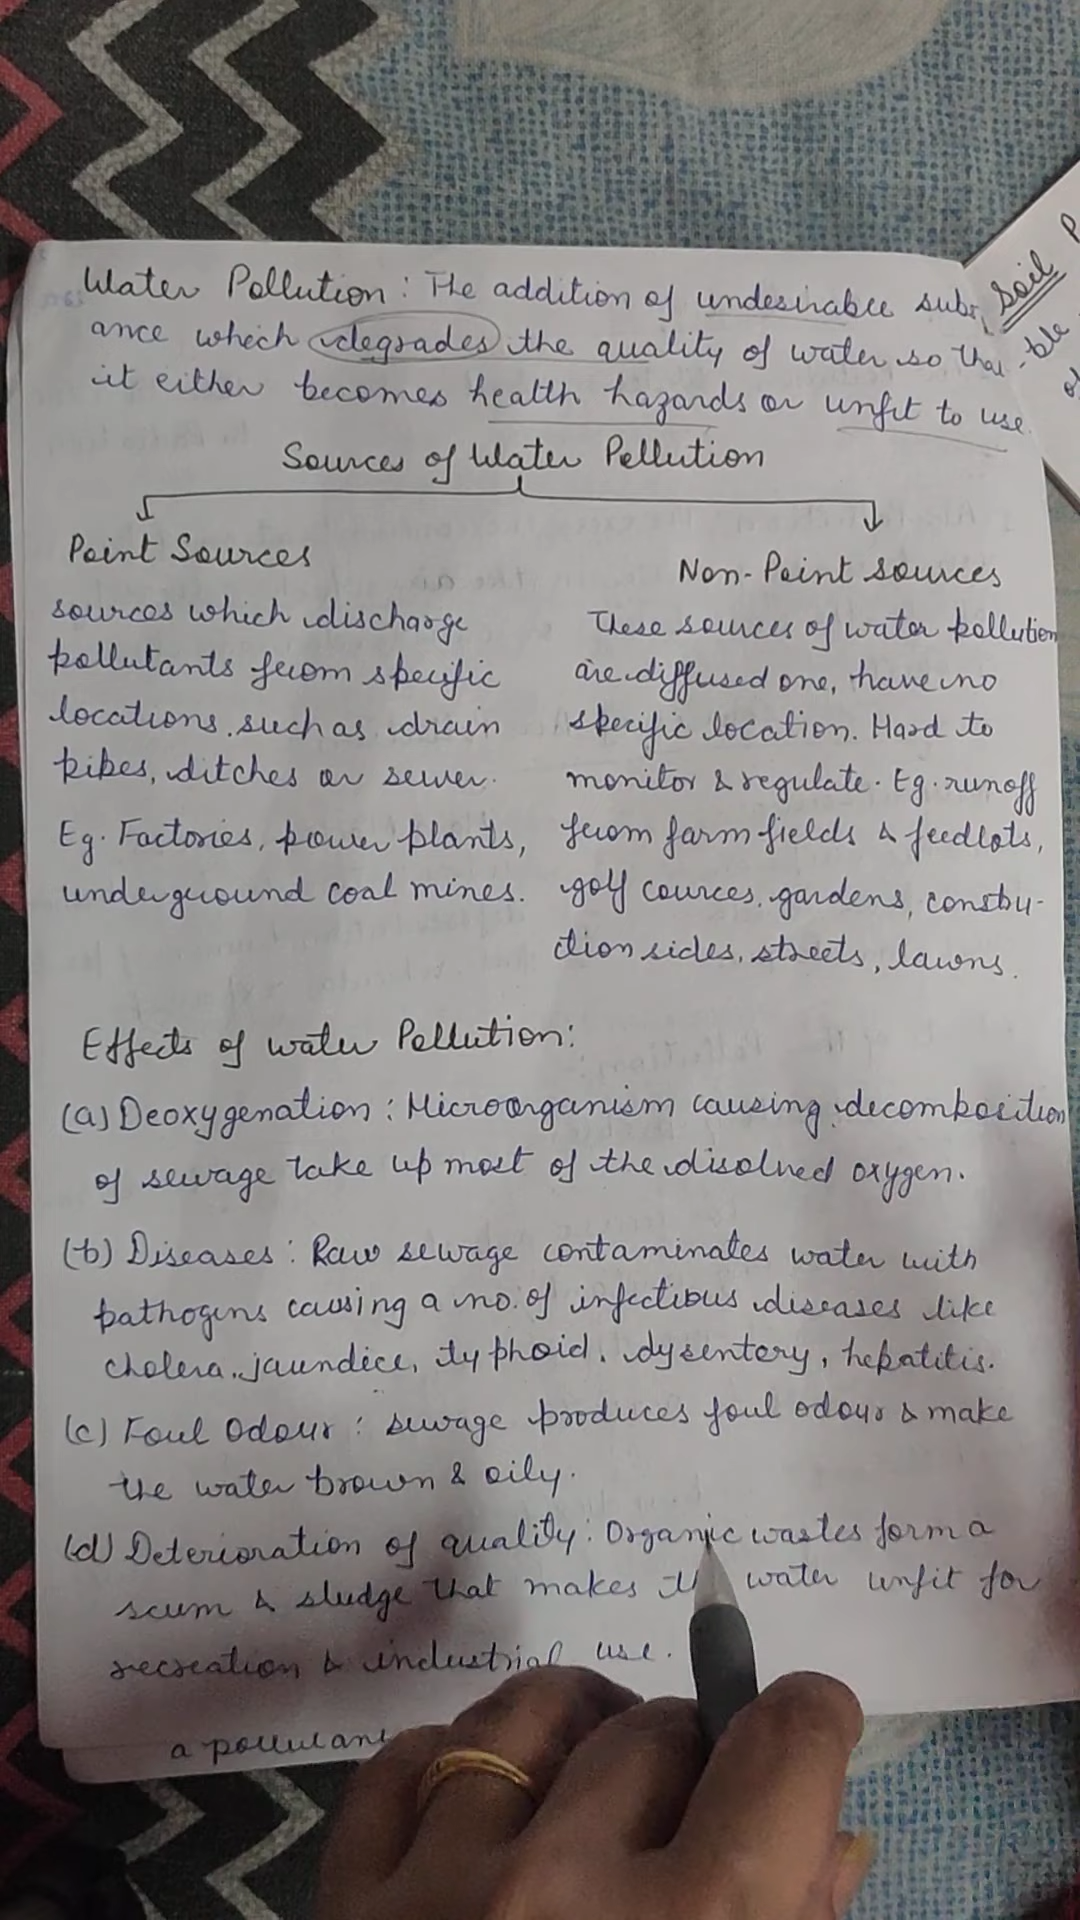 Water Pollution : The addition of undesirable subst
ance which degrades the quality of water so that
it either becomes health hazards or unfit to use.
Sources of Water Pollution
Point Sources
sources which discharge
pollutants from specific
locations, such as drain
pipes, ditches or sewer.
Eg. Factories, power plants,
underground coal mines.
Non-Point Sources
These sources of water pollution
are diffused one, have no
specific location. Hard to
monitor & regulate. Eg. runoff
from farm fields & feedlots,
golf cources, gardens, constru-
ction sides, streets, lawns.
Effects of water Pollution:
(a) Deoxygenation : Microorganism causing decomposition
of sewage take up most of the disolved oxygen.
(b) Diseases : Raw sewage contaminates water with
pathogens causing a no. of infectious diseases like
cholera, jaundice, typhoid, dysentery, hepatitis.
(c) Foul Odour : sewage produces foul odour & make
the water brown & oily.
(d) Deterioration of quality : Organic wastes form a
scum & sludge that makes the water unfit for
recreation & industrial use.
a pollutant
Soil
ble
of